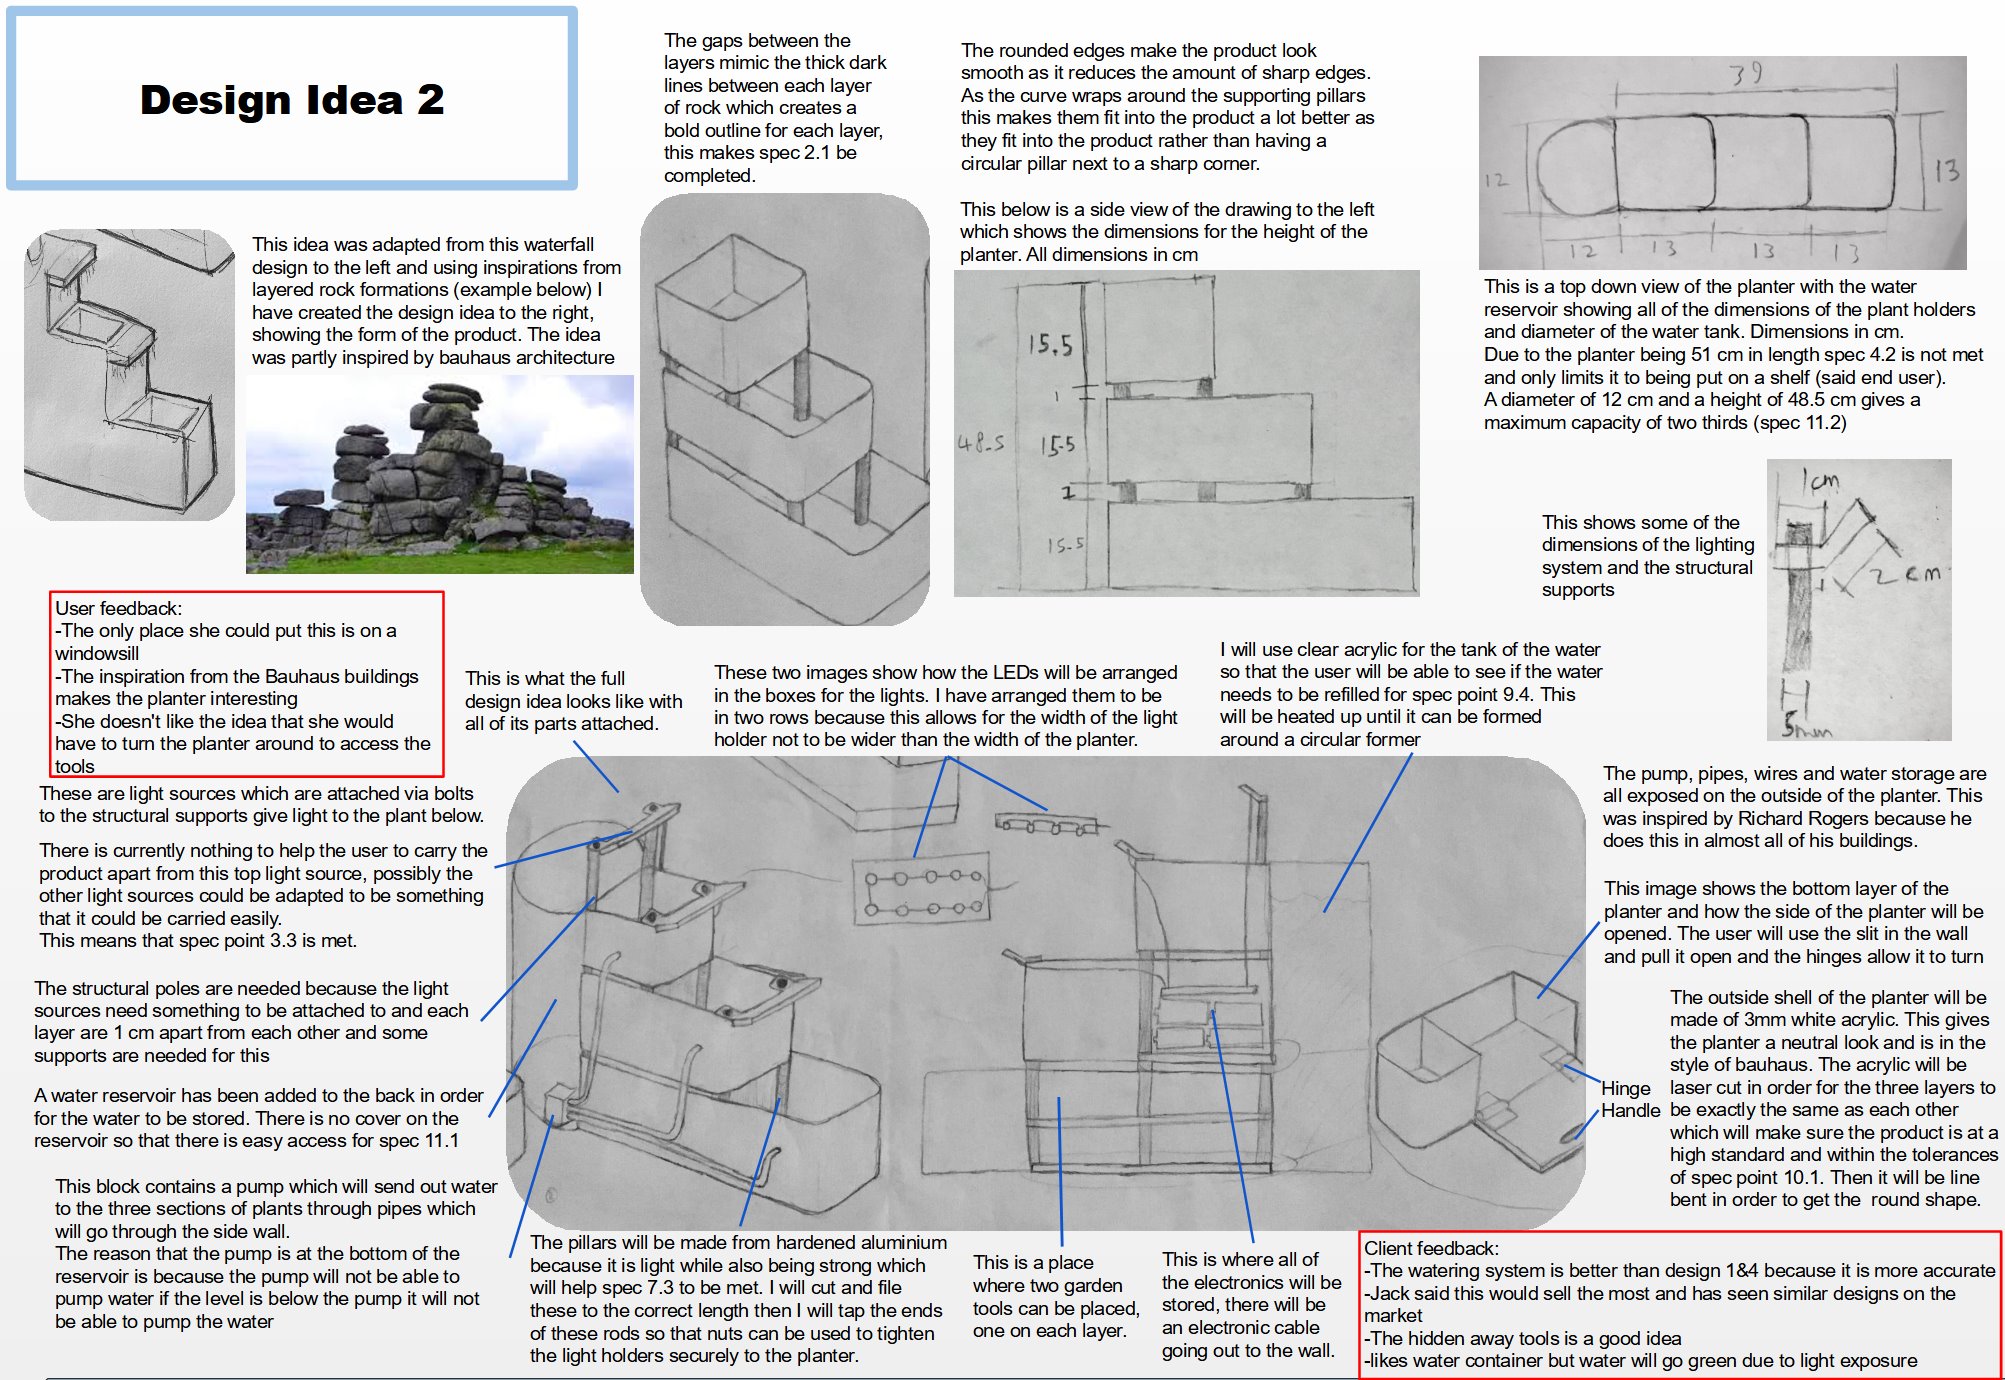 Design Idea 2
The gaps between the
layers mimic the thick dark
lines between each layer
of rock which creates a
bold outline for each layer,
this makes spec 2.1 be
completed.
The rounded edges make the product look
smooth as it reduces the amount of sharp edges.
As the curve wraps around the supporting pillars
this makes them fit into the product a lot better as
they fit into the product rather than having a
circular pillar next to a sharp corner.
This below is a side view of the drawing to the left
which shows the dimensions for the height of the
planter. All dimensions in cm
39
12
13
12
13
13
13
This is a top down view of the planter with the water
reservoir showing all of the dimensions of the plant holders
and diameter of the water tank. Dimensions in cm.
Due to the planter being 51 cm in length spec 4.2 is not met
and only limits it to being put on a shelf (said end user).
A diameter of 12 cm and a height of 48.5 cm gives a
maximum capacity of two thirds (spec 11.2)
This idea was adapted from this waterfall
design to the left and using inspirations from
layered rock formations (example below) I
have created the design idea to the right,
showing the form of the product. The idea
was partly inspired by bauhaus architecture
15.5
1
48.5
15.5
1
15.5
This shows some of the
dimensions of the lighting
system and the structural
supports
1cm
2cm
5mm
User feedback:
-The only place she could put this is on a
windowsill
-The inspiration from the Bauhaus buildings
makes the planter interesting
-She doesn't like the idea that she would
have to turn the planter around to access the
tools
This is what the full
design idea looks like with
all of its parts attached.
These two images show how the LEDs will be arranged
in the boxes for the lights. I have arranged them to be
in two rows because this allows for the width of the light
holder not to be wider than the width of the planter.
I will use clear acrylic for the tank of the water
so that the user will be able to see if the water
needs to be refilled for spec point 9.4. This
will be heated up until it can be formed
around a circular former
These are light sources which are attached via bolts
to the structural supports give light to the plant below.
There is currently nothing to help the user to carry the
product apart from this top light source, possibly the
other light sources could be adapted to be something
that it could be carried easily.
This means that spec point 3.3 is met.
The structural poles are needed because the light
sources need something to be attached to and each
layer are 1 cm apart from each other and some
supports are needed for this
A water reservoir has been added to the back in order
for the water to be stored. There is no cover on the
reservoir so that there is easy access for spec 11.1
This block contains a pump which will send out water
to the three sections of plants through pipes which
will go through the side wall.
The reason that the pump is at the bottom of the
reservoir is because the pump will not be able to
pump water if the level is below the pump it will not
be able to pump the water
The pillars will be made from hardened aluminium
because it is light while also being strong which
will help spec 7.3 to be met. I will cut and file
these to the correct length then I will tap the ends
of these rods so that nuts can be used to tighten
the light holders securely to the planter.
This is a place
where two garden
tools can be placed,
one on each layer.
This is where all of
the electronics will be
stored, there will be
an electronic cable
going out to the wall.
The pump, pipes, wires and water storage are
all exposed on the outside of the planter. This
was inspired by Richard Rogers because he
does this in almost all of his buildings.
This image shows the bottom layer of the
planter and how the side of the planter will be
opened. The user will use the slit in the wall
and pull it open and the hinges allow it to turn
Hinge
Handle
The outside shell of the planter will be
made of 3mm white acrylic. This gives
the planter a neutral look and is in the
style of bauhaus. The acrylic will be
laser cut in order for the three layers to
be exactly the same as each other
which will make sure the product is at a
high standard and within the tolerances
of spec point 10.1. Then it will be line
bent in order to get the  round shape.
Client feedback:
-The watering system is better than design 1&4 because it is more accurate
-Jack said this would sell the most and has seen similar designs on the
market
-The hidden away tools is a good idea
-likes water container but water will go green due to light exposure